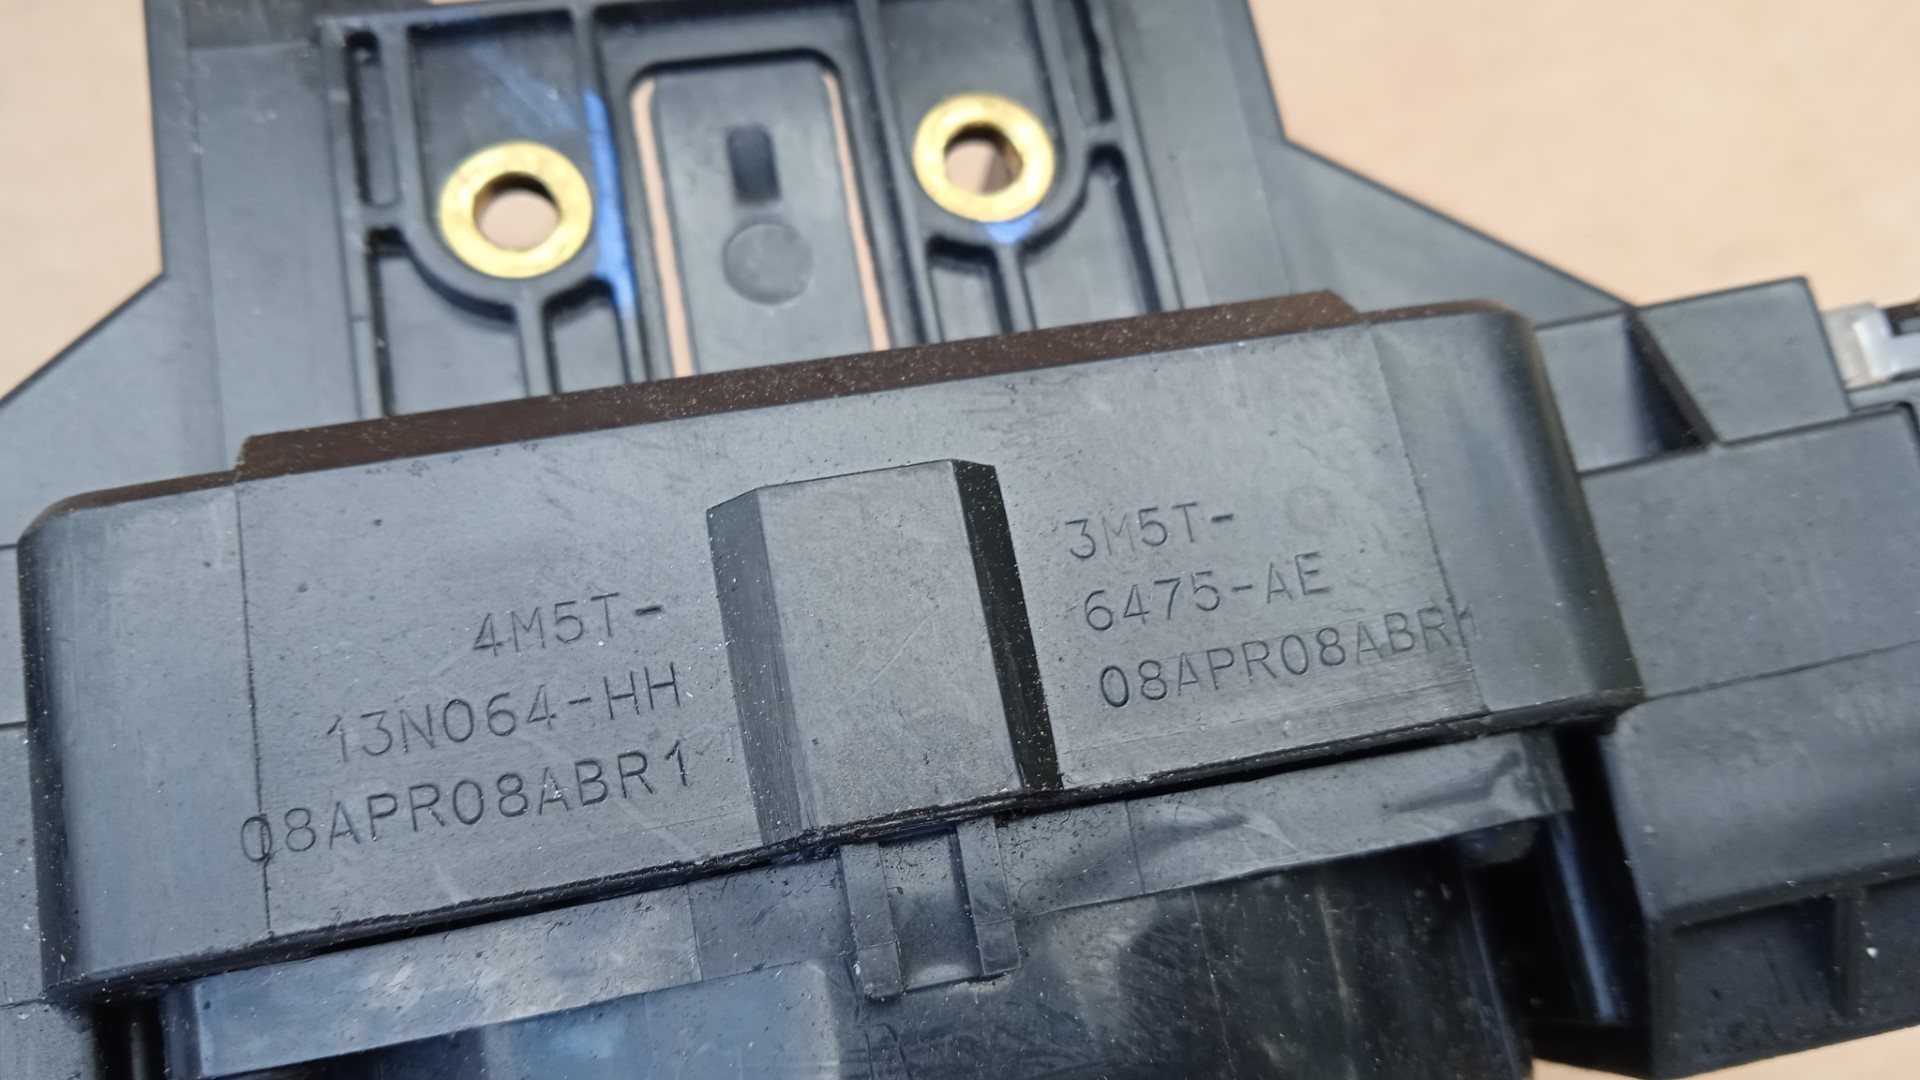 4M5T-
13N064-HH
08APR08ABR1
3M5T-
6475-AE
08APR08ABR1